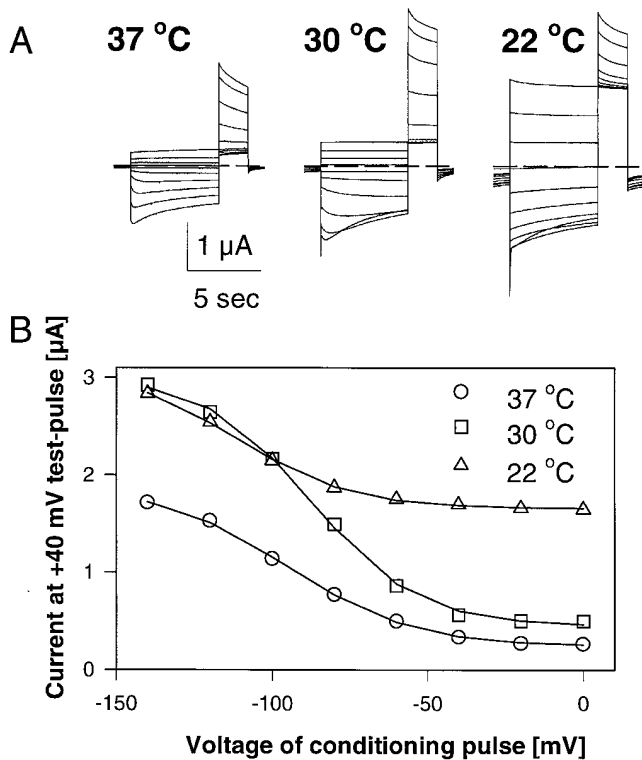 A
37 °C
30 °C
22 °C
1 µA
5 sec
B
Current at +40 mV test-pulse [µA]
3
2
1
0
37 °C
30 °C
22 °C
-150
-100
-50
0
Voltage of conditioning pulse [mV]